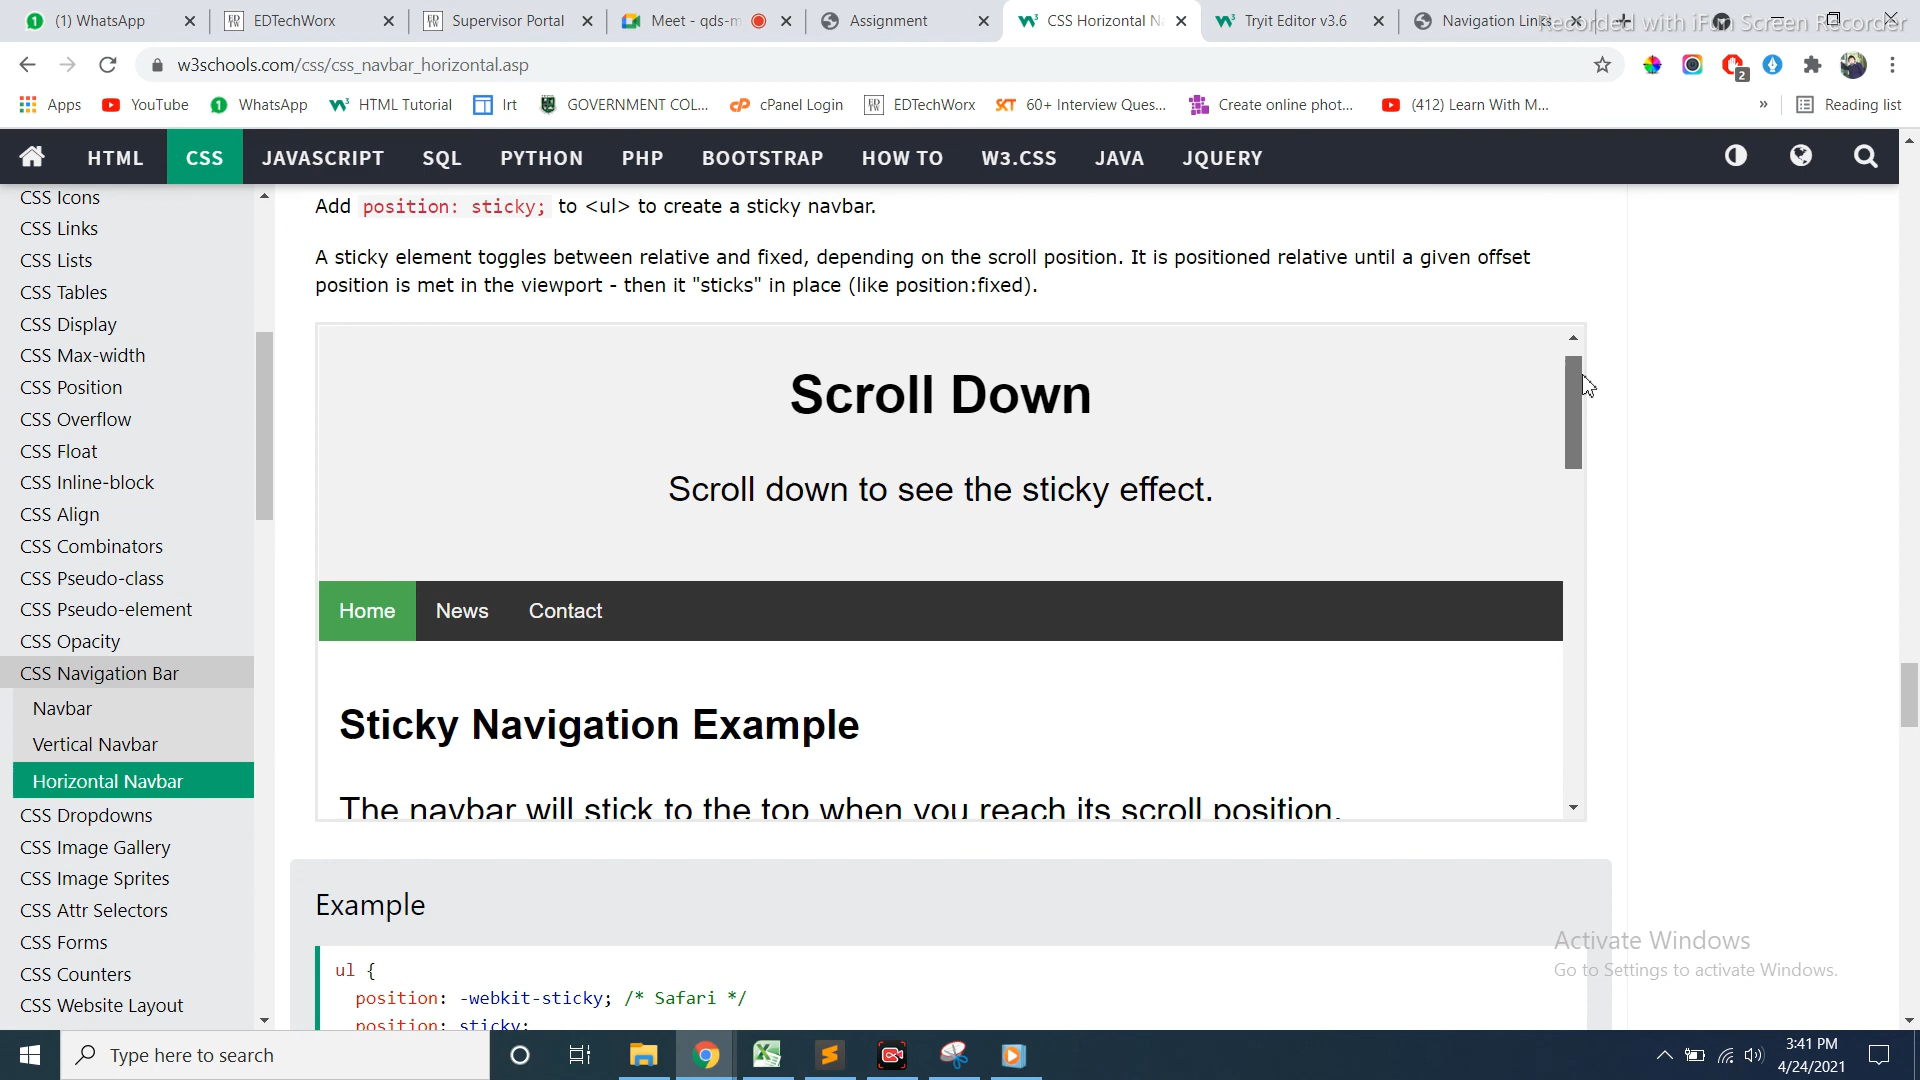 (1) WhatsApp
EDTechWorx
Supervisor Portal
Meet - qds-m
Assignment
CSS Horizontal Na
Tryit Editor v3.6
Navigation Links
Recorded with iFun Screen Recorder
w3schools.com/css/css_navbar_horizontal.asp
2
Apps
YouTube
WhatsApp
HTML Tutorial
Irt
GOVERNMENT COL...
cPanel Login
EDTechWorx
60+ Interview Ques...
Create online phot...
(412) Learn With M...
»
Reading list
HTML
CSS
JAVASCRIPT
SQL
PYTHON
PHP
BOOTSTRAP
HOW TO
W3.CSS
JAVA
JQUERY
CSS Icons
CSS Links
CSS Lists
CSS Tables
CSS Display
CSS Max-width
CSS Position
CSS Overflow
CSS Float
CSS Inline-block
CSS Align
CSS Combinators
CSS Pseudo-class
CSS Pseudo-element
CSS Opacity
CSS Navigation Bar
Navbar
Vertical Navbar
Horizontal Navbar
CSS Dropdowns
CSS Image Gallery
CSS Image Sprites
CSS Attr Selectors
CSS Forms
CSS Counters
CSS Website Layout
Add position: sticky; to <ul> to create a sticky navbar.
A sticky element toggles between relative and fixed, depending on the scroll position. It is positioned relative until a given offset
position is met in the viewport - then it "sticks" in place (like position:fixed).
Scroll Down
Scroll down to see the sticky effect.
Home
News
Contact
Sticky Navigation Example
The navbar will stick to the top when you reach its scroll position.
Example
ul {
position: -webkit-sticky; /* Safari */
position: sticky;
Activate Windows
Go to Settings to activate Windows.
Type here to search
3:41 PM
4/24/2021